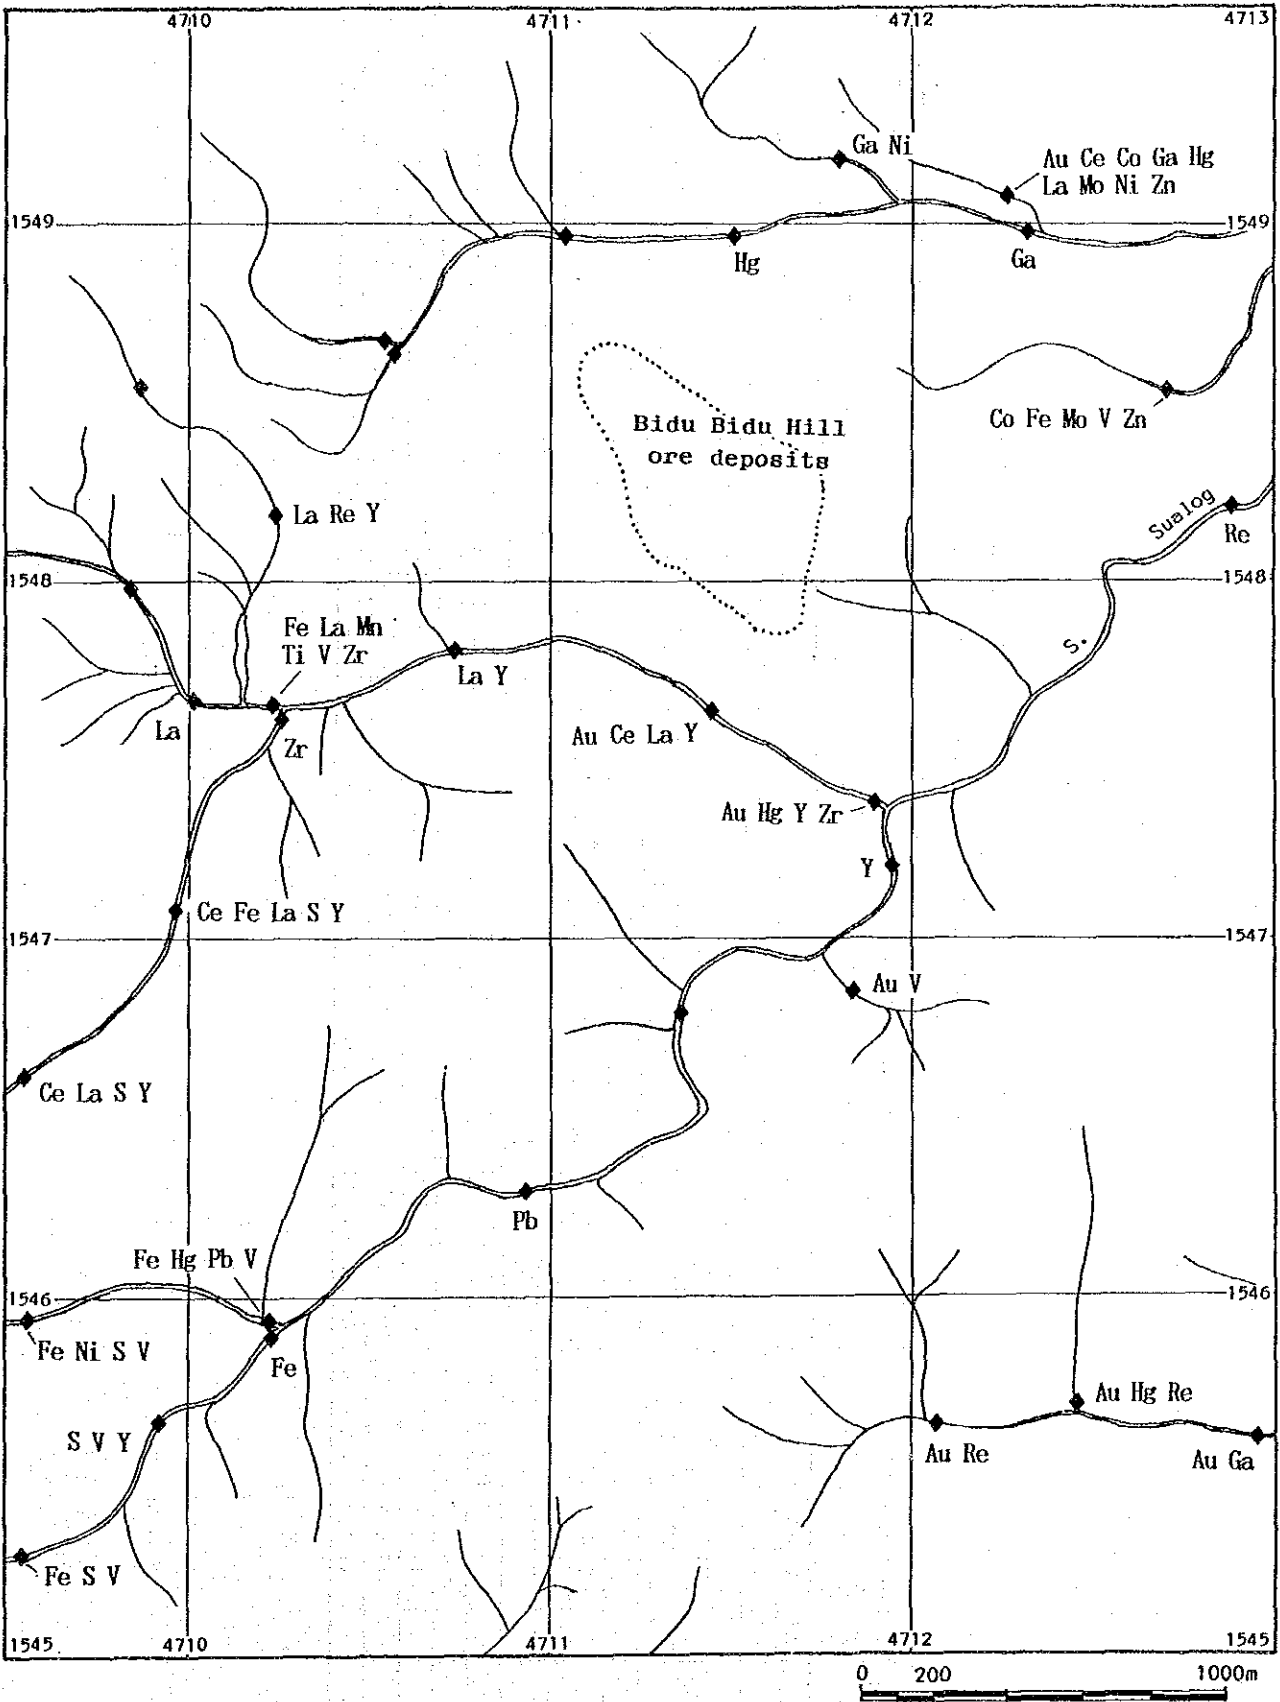 4710 4711 4712 4713
Ga Ni
Au Ce Co Ga Hg
La Mo Ni Zn
1549 1549
Hg
Ga
Bidu Bidu Hill
ore deposits
Co Fe Mo V Zn
La Re Y
Sualog
Re
1548 1548
Fe La Mn
Ti V Zr
S.
La Y
La
Zr
Au Ce La Y
Au Hg Y Zr
Y
Ce Fe La S Y
1547 1547
Au V
Ce La S Y
Pb
Fe Hg Pb V
1546 1546
Fe Ni S V
Fe
Au Hg Re
S V Y
Au Re
Au Ga
Fe S V
1545 4710 4711 4712 1545
0 200 1000m